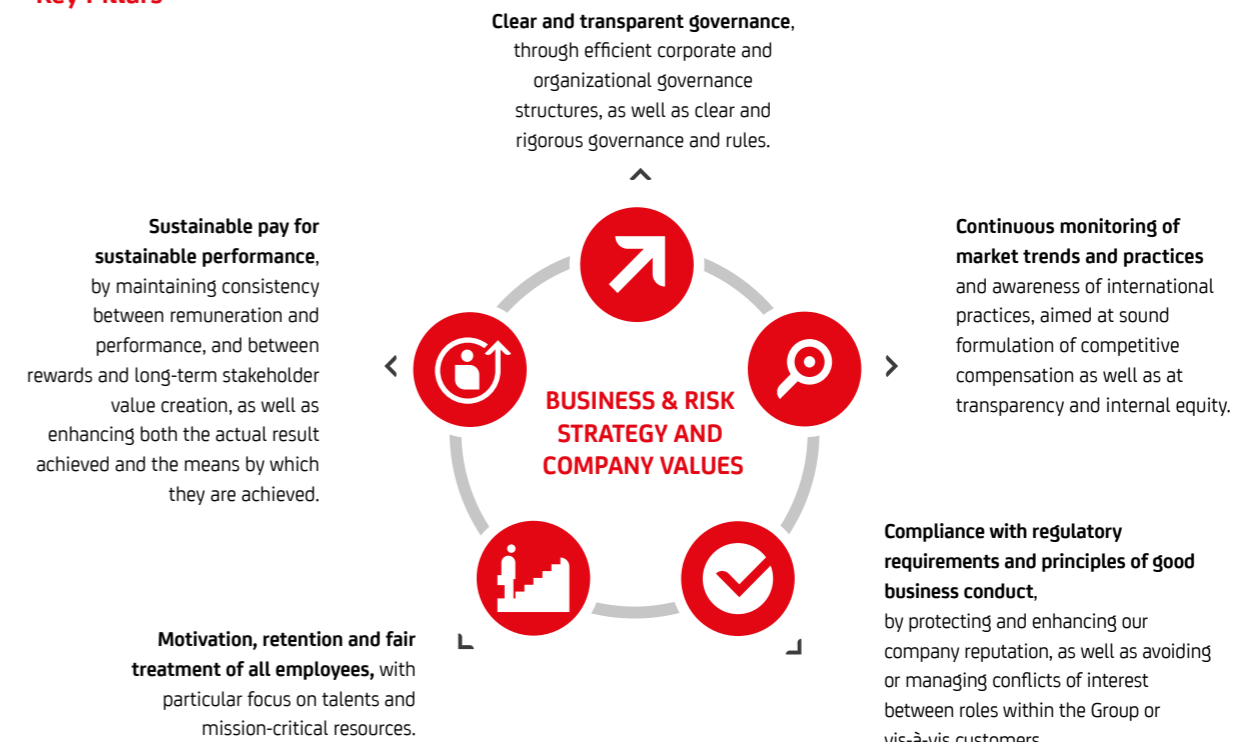 Key Pillars
Clear and transparent governance,
through efficient corporate and
organizational governance
structures, as well as clear and
rigorous governance and rules.
Sustainable pay for
sustainable performance,
by maintaining consistency
between remuneration and
performance, and between
rewards and long-term stakeholder
value creation, as well as
enhancing both the actual result
achieved and the means by which
they are achieved.
Continuous monitoring of
market trends and practices
and awareness of international
practices, aimed at sound
formulation of competitive
compensation as well as at
transparency and internal equity.
BUSINESS & RISK
STRATEGY AND
COMPANY VALUES
Motivation, retention and fair
treatment of all employees, with
particular focus on talents and
mission-critical resources.
Compliance with regulatory
requirements and principles of good
business conduct,
by protecting and enhancing our
company reputation, as well as avoiding
or managing conflicts of interest
between roles within the Group or
vis-à-vis customers